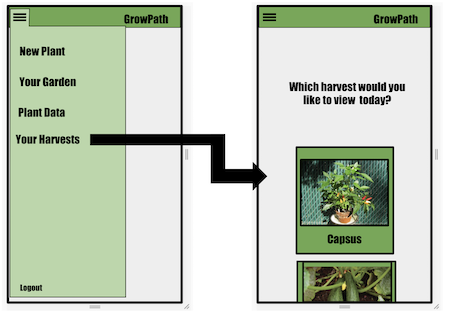 GrowPath
New Plant
Your Garden
Plant Data
Your Harvests
Logout
GrowPath
Which harvest would you
like to view today?
Capsus